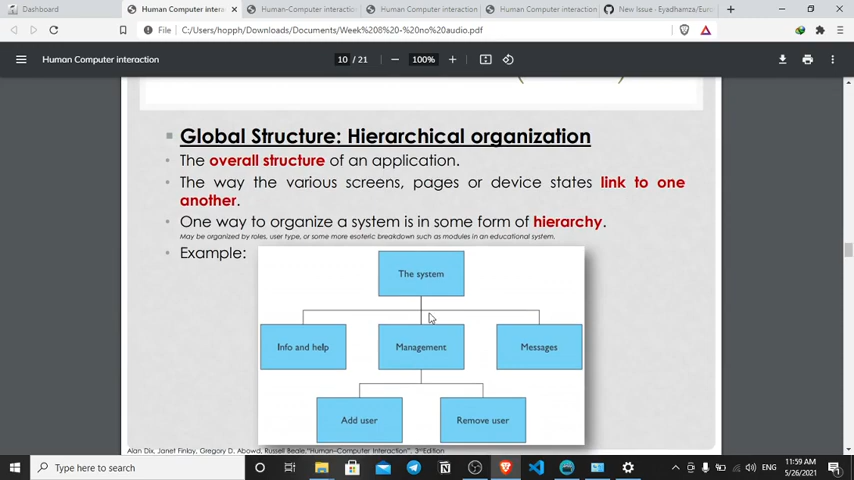 Dashboard
Human Computer interac
Human-Computer interactio
Human Computer interaction
Human Computer interaction
New Issue · Eyadhamza/Euro
File
C:/Users/hopph/Downloads/Documents/Week%208%20-%20no%20audio.pdf
Human Computer interaction
10 / 21
100%
Global Structure: Hierarchical organization
The overall structure of an application.
The way the various screens, pages or device states link to one
another.
One way to organize a system is in some form of hierarchy.
May be organized by roles, user type, or some more esoteric breakdown such as modules in an educational system.
Example:
The system
Info and help
Management
Messages
Add user
Remove user
Alan Dix, Janet Finlay, Gregory D. Abowd, Russell Beale,"Human–Computer Interaction", 3rd Edition
Type here to search
ENG
11:59 AM
5/26/2021